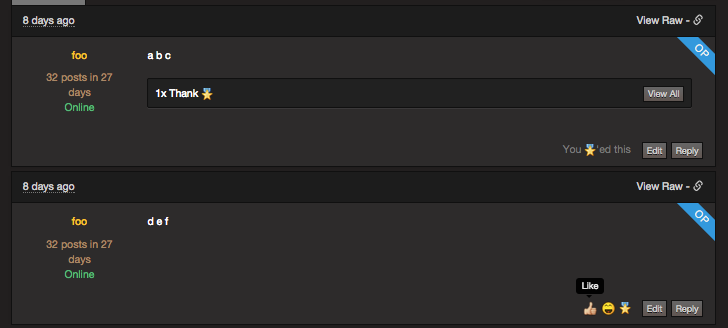 8 days ago View Raw -
foo a b c OP
32 posts in 27
days
Online
1x Thank View All
You 'ed this Edit Reply
8 days ago View Raw -
foo d e f OP
32 posts in 27
days
Online
Like
Edit Reply